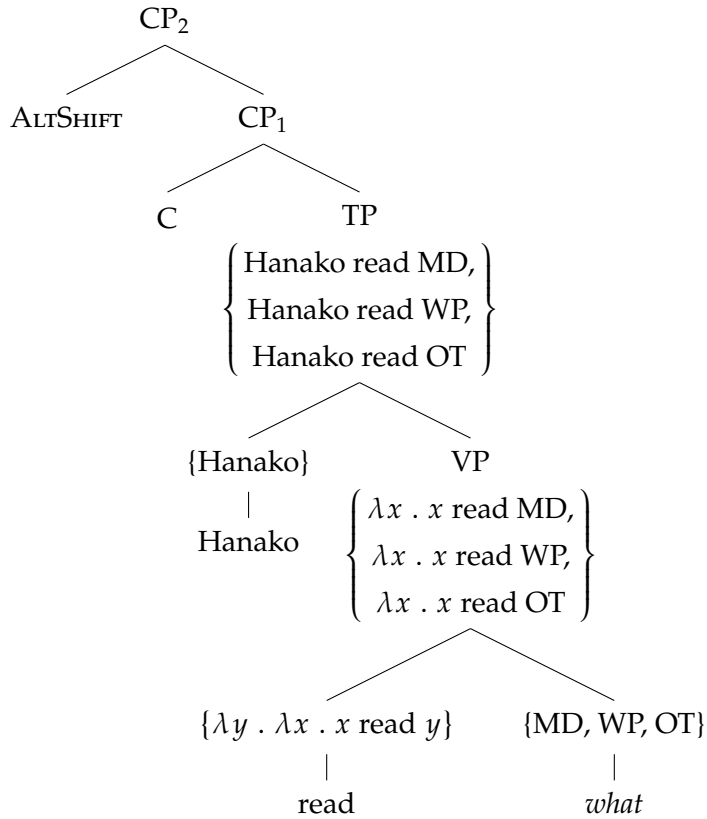 CP₂
ALTSHIFT CP₁
C TP
{Hanako read MD,
Hanako read WP,
Hanako read OT}
{Hanako} VP
Hanako {λx . x read MD,
λx . x read WP,
λx . x read OT}
{λy . λx . x read y} {MD, WP, OT}
read what